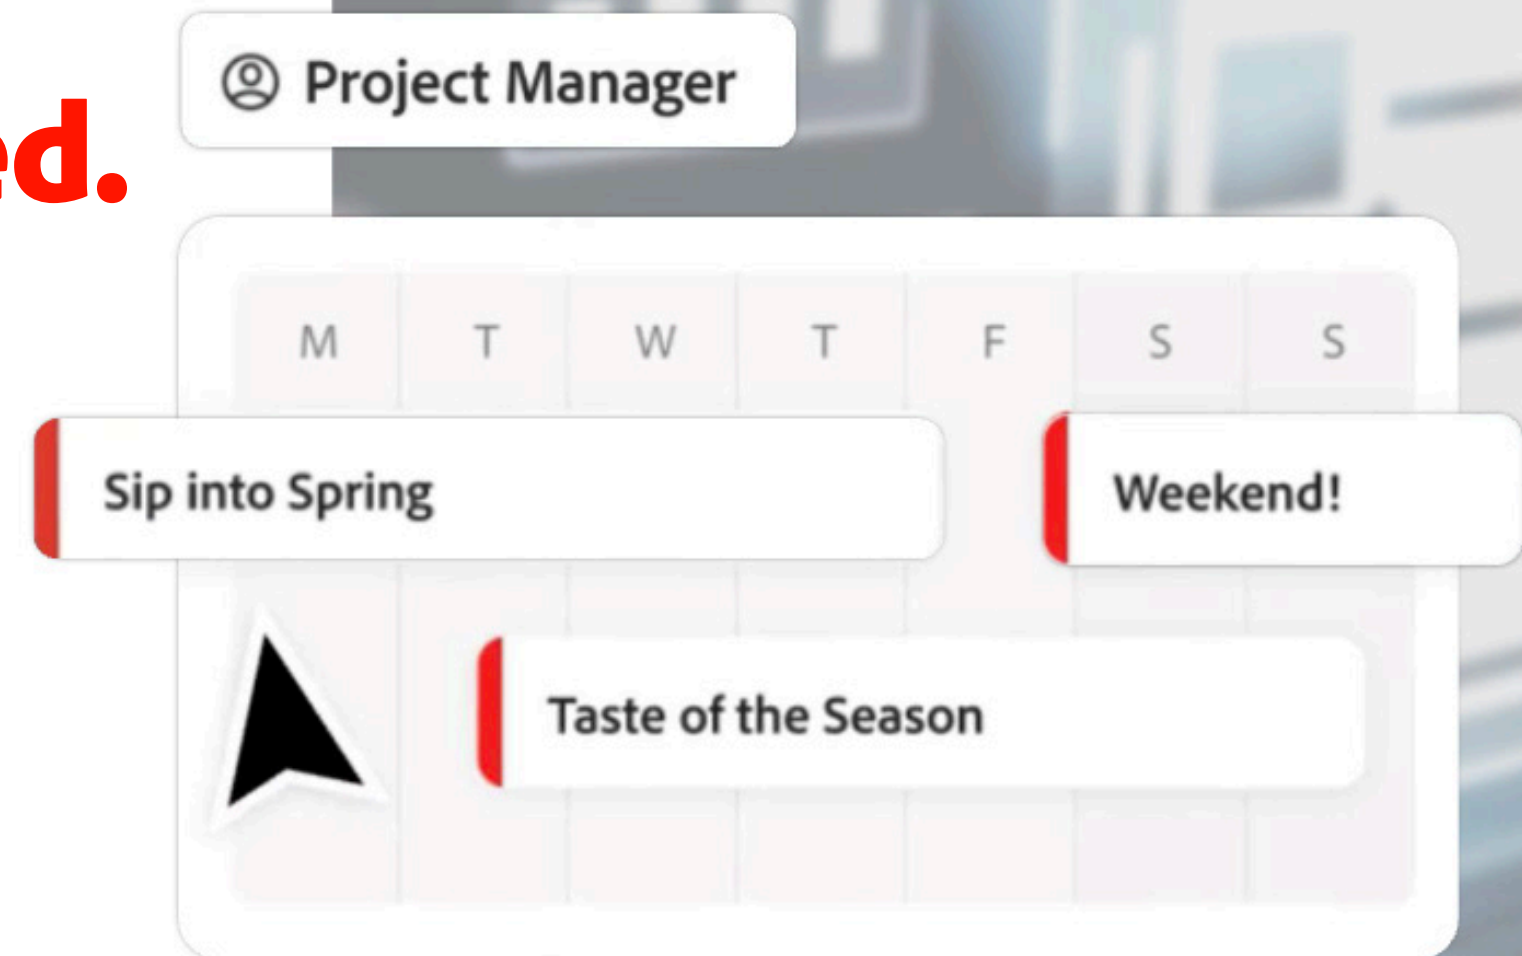 Project Manager
ed.
M T W T F S S
Sip into Spring
Weekend!
Taste of the Season